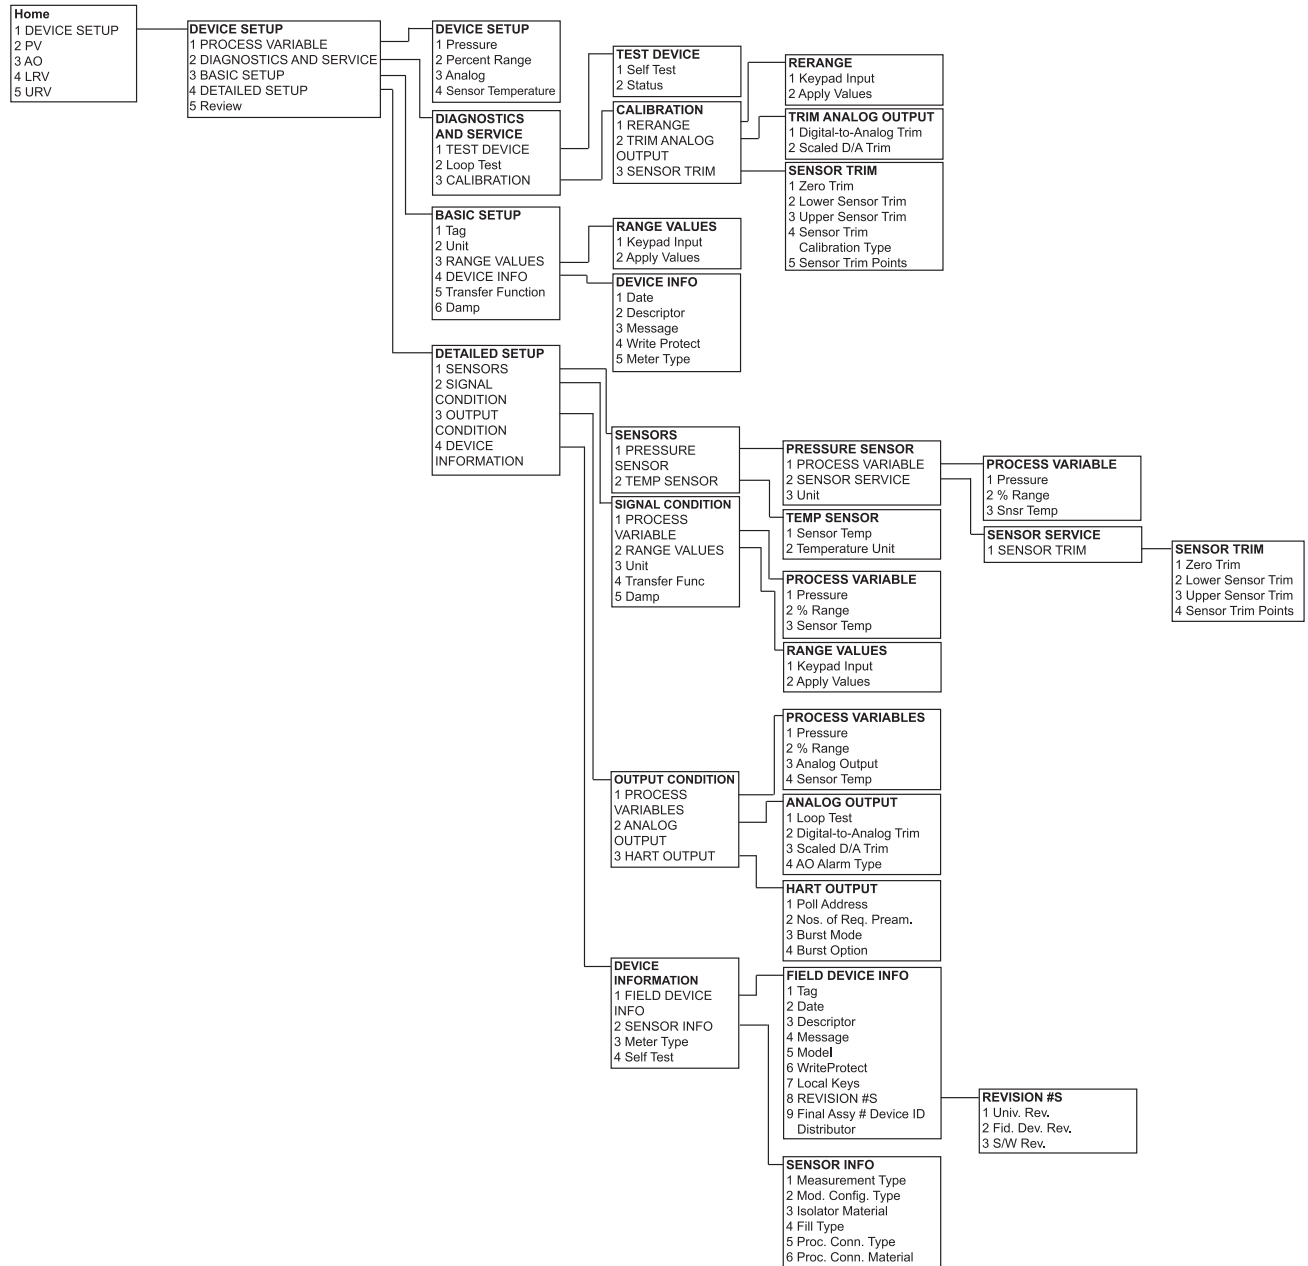 Home
1 DEVICE SETUP
2 PV
3 AO
4 LRV
5 URV
DEVICE SETUP
1 PROCESS VARIABLE
2 DIAGNOSTICS AND SERVICE
3 BASIC SETUP
4 DETAILED SETUP
5 Review
DEVICE SETUP
1 Pressure
2 Percent Range
3 Analog
4 Sensor Temperature
DIAGNOSTICS
AND SERVICE
1 TEST DEVICE
2 Loop Test
3 CALIBRATION
TEST DEVICE
1 Self Test
2 Status
CALIBRATION
1 RERANGE
2 TRIM ANALOG
OUTPUT
3 SENSOR TRIM
RERANGE
1 Keypad Input
2 Apply Values
TRIM ANALOG OUTPUT
1 Digital-to-Analog Trim
2 Scaled D/A Trim
SENSOR TRIM
1 Zero Trim
2 Lower Sensor Trim
3 Upper Sensor Trim
4 Sensor Trim
Calibration Type
5 Sensor Trim Points
BASIC SETUP
1 Tag
2 Unit
3 RANGE VALUES
4 DEVICE INFO
5 Transfer Function
6 Damp
RANGE VALUES
1 Keypad Input
2 Apply Values
DEVICE INFO
1 Date
2 Descriptor
3 Message
4 Write Protect
5 Meter Type
DETAILED SETUP
1 SENSORS
2 SIGNAL
CONDITION
3 OUTPUT
CONDITION
4 DEVICE
INFORMATION
SENSORS
1 PRESSURE
SENSOR
2 TEMP SENSOR
PRESSURE SENSOR
1 PROCESS VARIABLE
2 SENSOR SERVICE
3 Unit
PROCESS VARIABLE
1 Pressure
2 % Range
3 Snsr Temp
SENSOR SERVICE
1 SENSOR TRIM
SENSOR TRIM
1 Zero Trim
2 Lower Sensor Trim
3 Upper Sensor Trim
4 Sensor Trim Points
TEMP SENSOR
1 Sensor Temp
2 Temperature Unit
SIGNAL CONDITION
1 PROCESS
VARIABLE
2 RANGE VALUES
3 Unit
4 Transfer Func
5 Damp
PROCESS VARIABLE
1 Pressure
2 % Range
3 Sensor Temp
RANGE VALUES
1 Keypad Input
2 Apply Values
OUTPUT CONDITION
1 PROCESS
VARIABLES
2 ANALOG
OUTPUT
3 HART OUTPUT
PROCESS VARIABLES
1 Pressure
2 % Range
3 Analog Output
4 Sensor Temp
ANALOG OUTPUT
1 Loop Test
2 Digital-to-Analog Trim
3 Scaled D/A Trim
4 AO Alarm Type
HART OUTPUT
1 Poll Address
2 Nos. of Req. Pream.
3 Burst Mode
4 Burst Option
DEVICE
INFORMATION
1 FIELD DEVICE
INFO
2 SENSOR INFO
3 Meter Type
4 Self Test
FIELD DEVICE INFO
1 Tag
2 Date
3 Descriptor
4 Message
5 Model
6 WriteProtect
7 Local Keys
8 REVISION #S
9 Final Assy # Device ID
Distributor
REVISION #S
1 Univ. Rev.
2 Fid. Dev. Rev.
3 S/W Rev.
SENSOR INFO
1 Measurement Type
2 Mod. Config. Type
3 Isolator Material
4 Fill Type
5 Proc. Conn. Type
6 Proc. Conn. Material